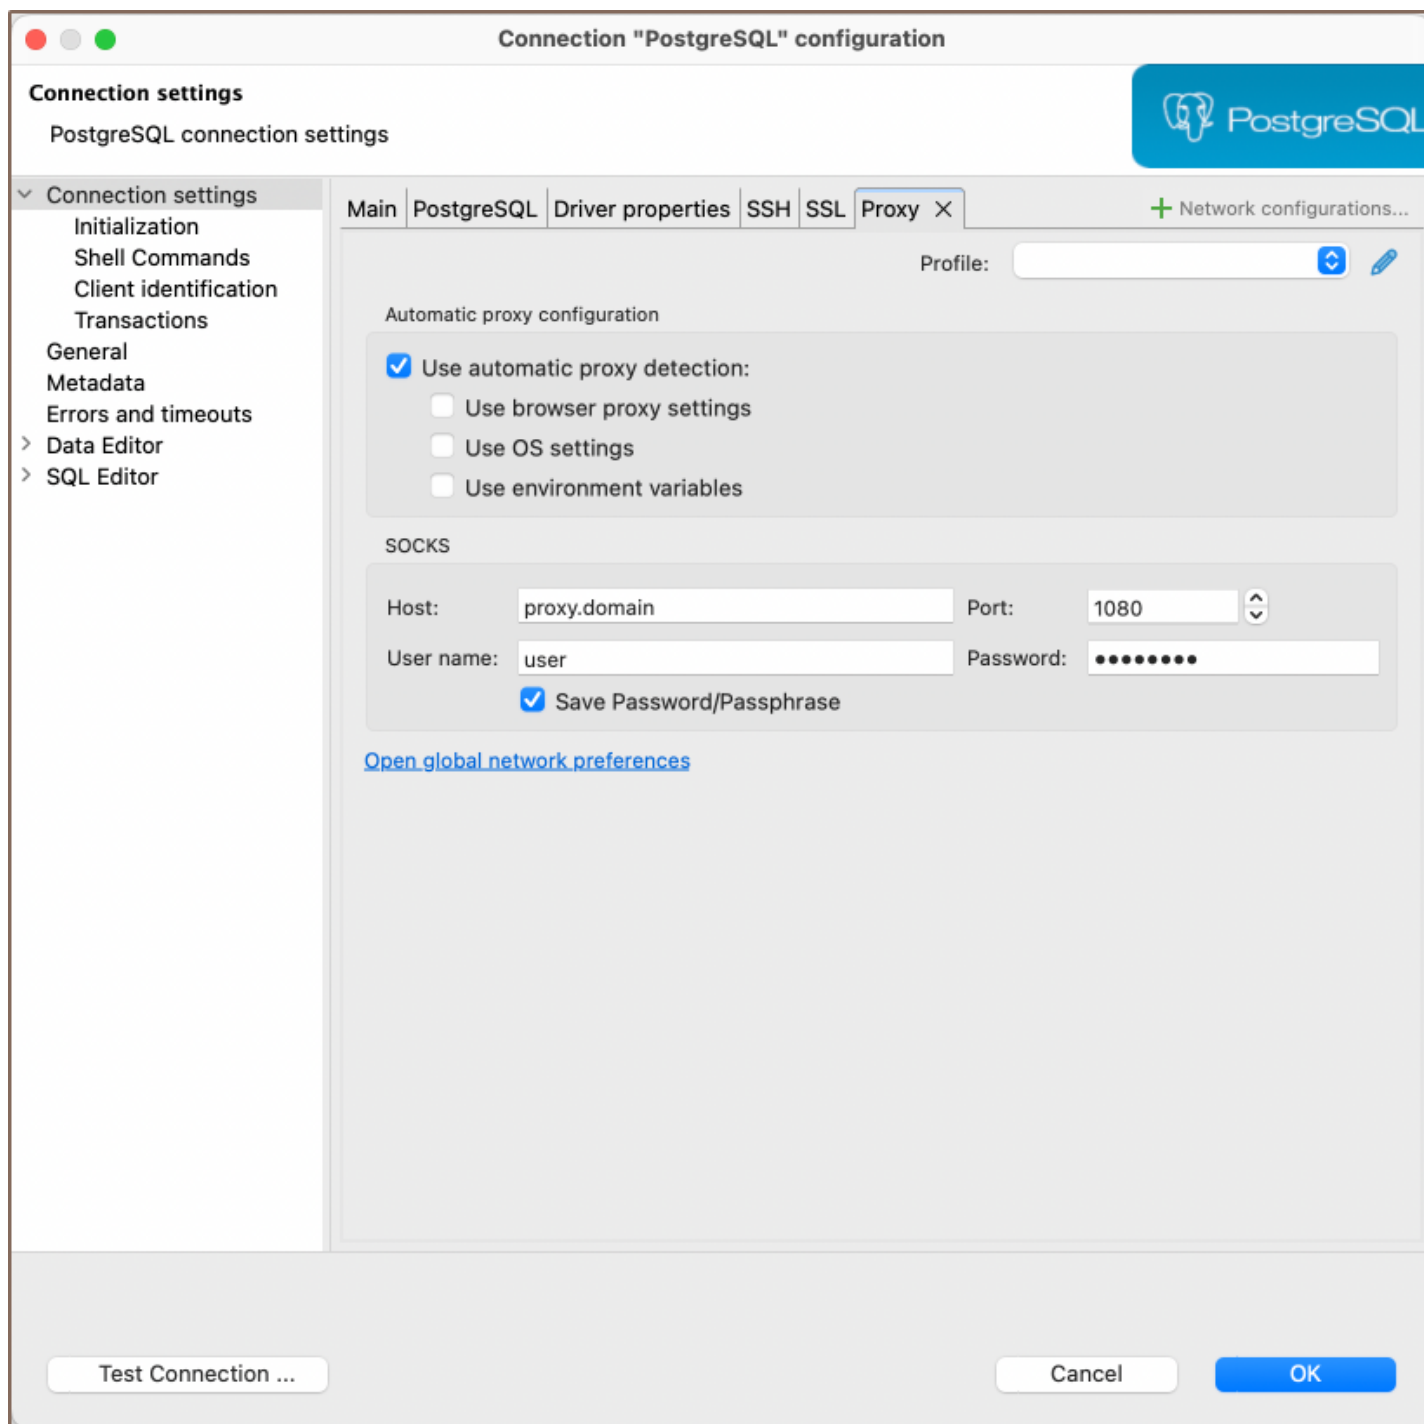 Connection "PostgreSQL" configuration
Connection settings
PostgreSQL connection settings
PostgreSQL
Connection settings
Initialization
Shell Commands
Client identification
Transactions
General
Metadata
Errors and timeouts
Data Editor
SQL Editor
Main PostgreSQL Driver properties SSH SSL Proxy Network configurations...
Profile:
Automatic proxy configuration
Use automatic proxy detection:
Use browser proxy settings
Use OS settings
Use environment variables
SOCKS
Host: proxy.domain Port: 1080
User name: user Password: ••••••••
Save Password/Passphrase
Open global network preferences
Test Connection ... Cancel OK